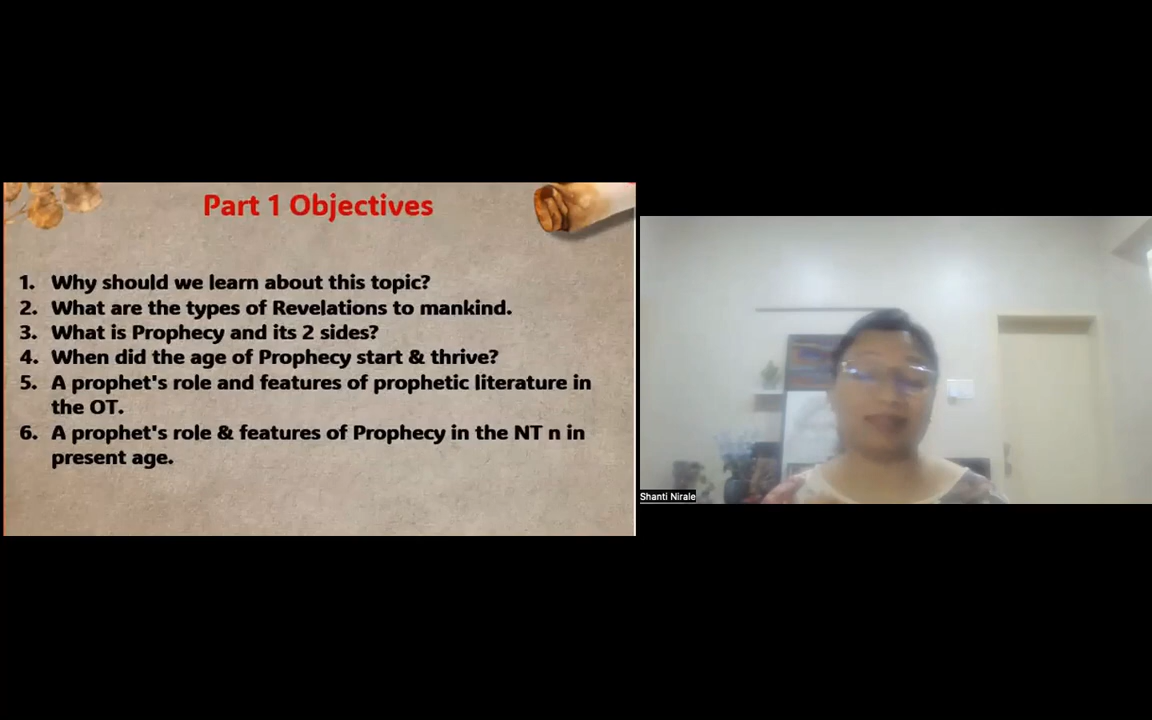 Part 1 Objectives
1. Why should we learn about this topic?
2. What are the types of Revelations to mankind.
3. What is Prophecy and its 2 sides?
4. When did the age of Prophecy start & thrive?
5. A prophet's role and features of prophetic literature in
the OT.
6. A prophet's role & features of Prophecy in the NT n in
present age.
Shanti Nirale